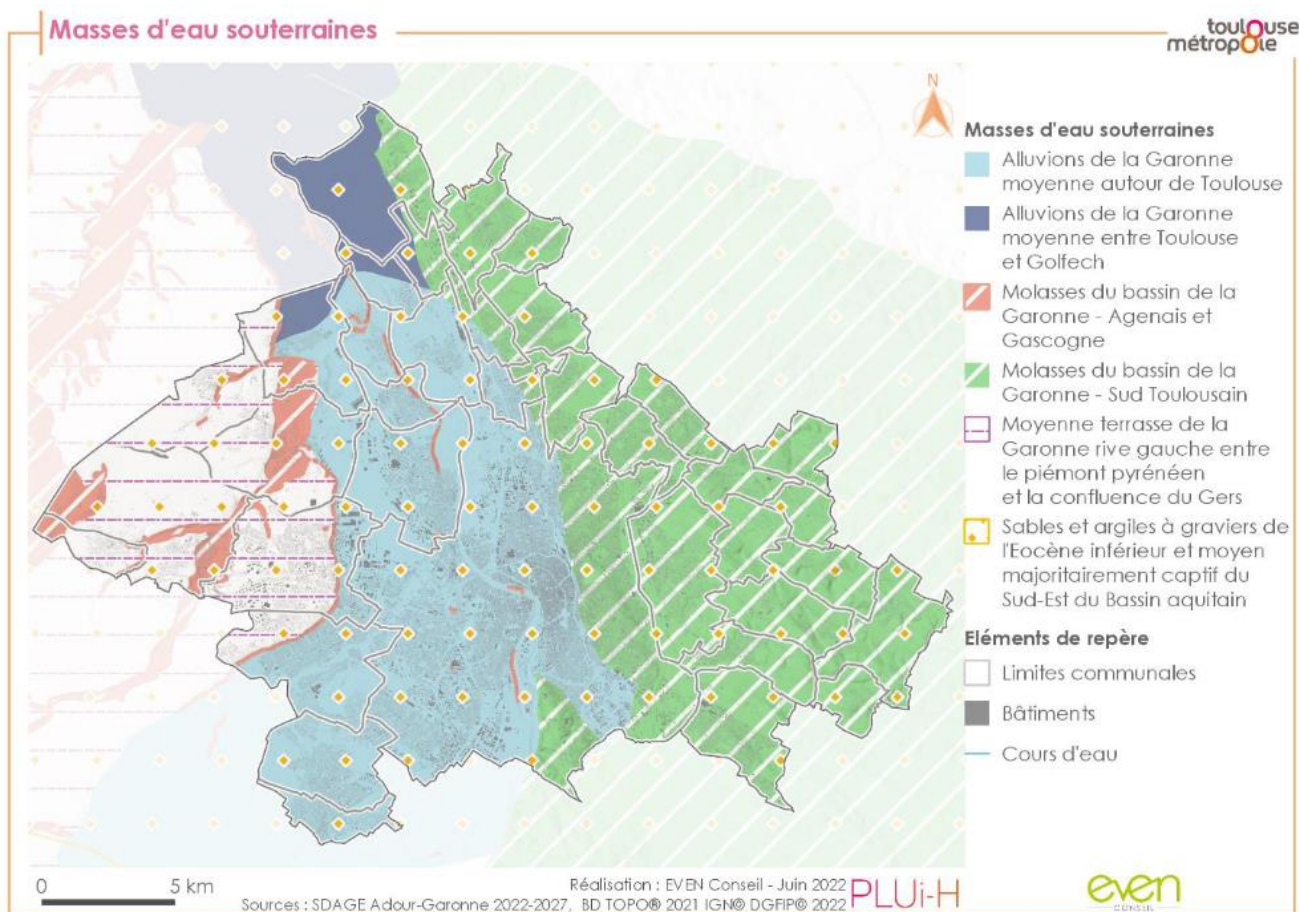 Masses d'eau souterraines
toulouse
métropole
N
Masses d'eau souterraines
Alluvions de la Garonne
moyenne autour de Toulouse
Alluvions de la Garonne
moyenne entre Toulouse
et Golfech
Molasses du bassin de la
Garonne - Agenais et
Gascogne
Molasses du bassin de la
Garonne - Sud Toulousain
Moyenne terrasse de la
Garonne rive gauche entre
le piémont pyrénéen
et la confluence du Gers
Sables et argiles à graviers de
l'Eocène inférieur et moyen
majoritairement captif du
Sud-Est du Bassin aquitain
Eléments de repère
Limites communales
Bâtiments
Cours d'eau
0 5 km
Réalisation : EVEN Conseil - Juin 2022
Sources : SDAGE Adour-Garonne 2022-2027, BD TOPO® 2021 IGN© DGFIP© 2022
PLUi-H
even
CONSEIL